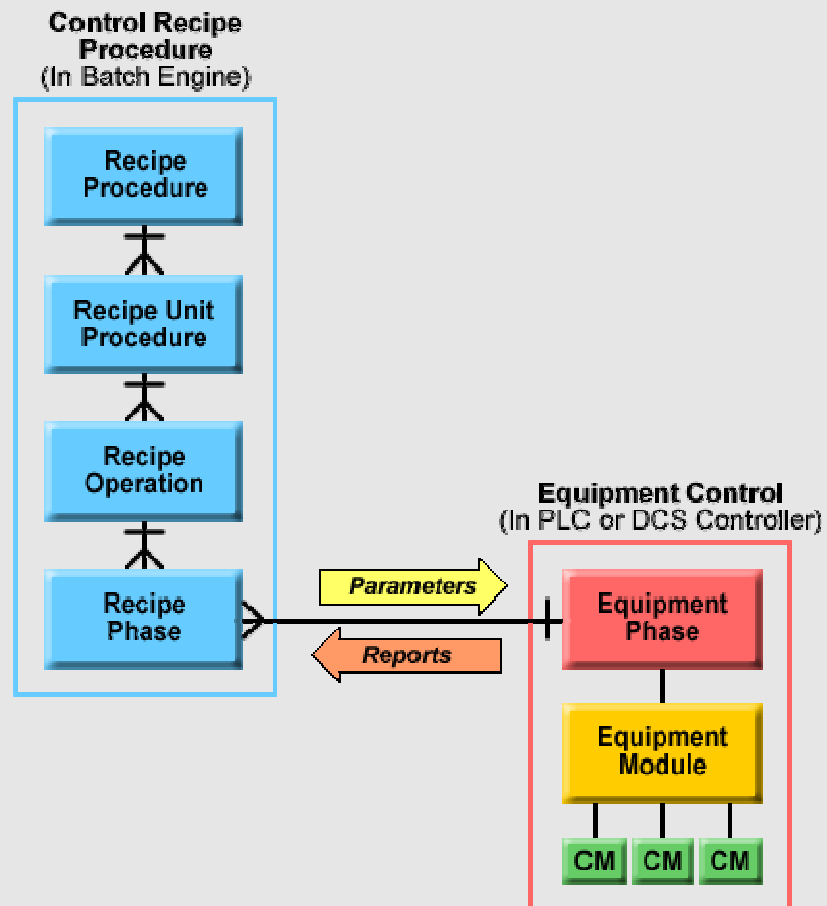 Control Recipe
Procedure
(In Batch Engine)
Recipe
Procedure
Recipe Unit
Procedure
Recipe
Operation
Recipe
Phase
Parameters
Reports
Equipment Control
(In PLC or DCS Controller)
Equipment
Phase
Equipment
Module
CM CM CM